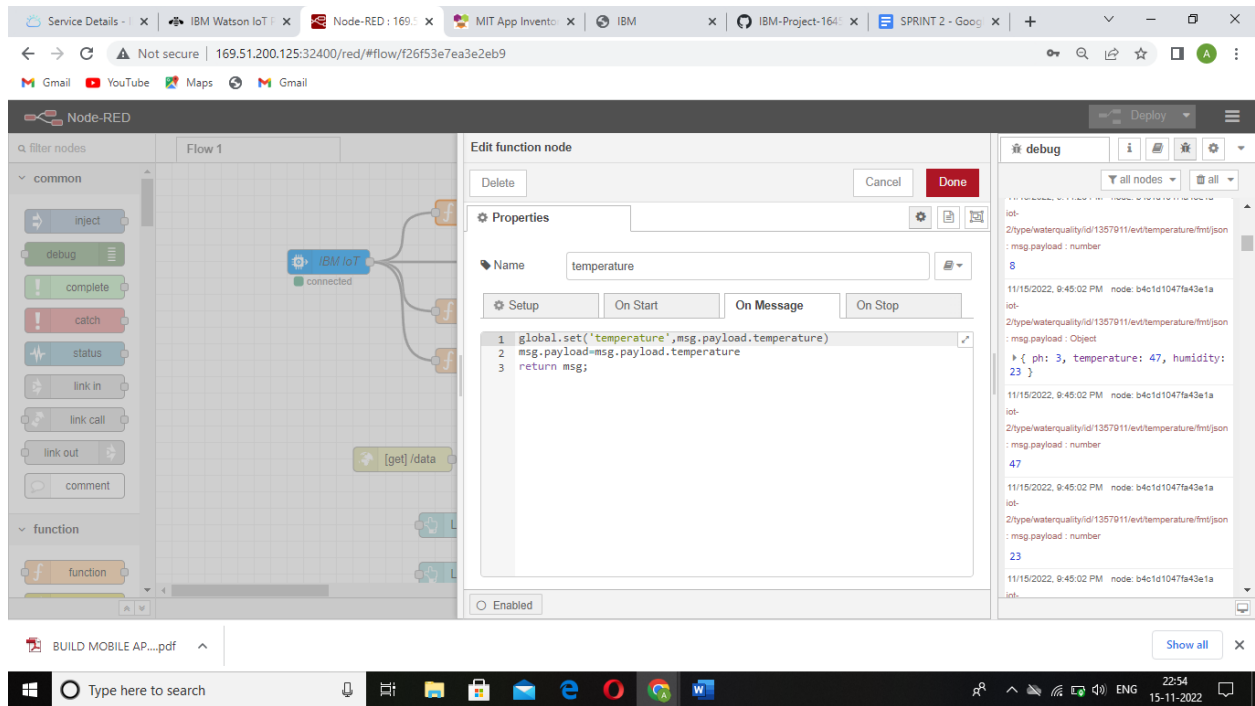 Service Details - I
IBM Watson IoT P
Node-RED : 169.5
MIT App Invento
IBM
IBM-Project-1645
SPRINT 2 - Goog
Not secure | 169.51.200.125:32400/red/#flow/f26f53e7ea3e2eb9
A
Gmail
YouTube
Maps
Gmail
Node-RED
Deploy
filter nodes
Flow 1
Edit function node
debug
i
common
Delete
Cancel
Done
all nodes
all
inject
debug
complete
catch
status
link in
link call
link out
comment
function
function
IBM IoT
connected
[get] /data
L
L
Properties
Name
temperature
Setup
On Start
On Message
On Stop
1 global.set('temperature',msg.payload.temperature)
2 msg.payload=msg.payload.temperature
3 return msg;
Enabled
iot-
2/type/waterquality/id/1357911/evt/temperature/fmt/json
: msg.payload : number
8
11/15/2022, 9:45:02 PM node: b4c1d1047fa43e1a
iot-
2/type/waterquality/id/1357911/evt/temperature/fmt/json
: msg.payload : Object
{ ph: 3, temperature: 47, humidity:
23 }
11/15/2022, 9:45:02 PM node: b4c1d1047fa43e1a
iot-
2/type/waterquality/id/1357911/evt/temperature/fmt/json
: msg.payload : number
47
11/15/2022, 9:45:02 PM node: b4c1d1047fa43e1a
iot-
2/type/waterquality/id/1357911/evt/temperature/fmt/json
: msg.payload : number
23
11/15/2022, 9:45:02 PM node: b4c1d1047fa43e1a
iot-
BUILD MOBILE AP....pdf
Show all
Type here to search
ENG
22:54
15-11-2022